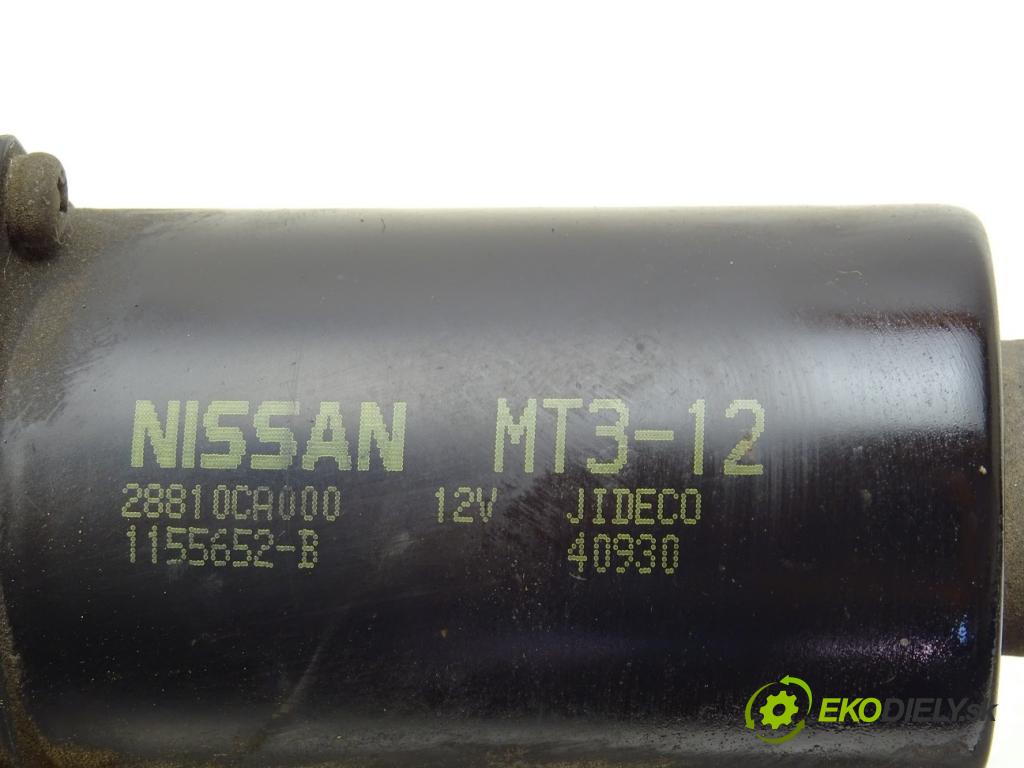 NISSAN MT3-12
28810CA000 12V JIDECO
1155652-B 40930
EKODIELY.sk